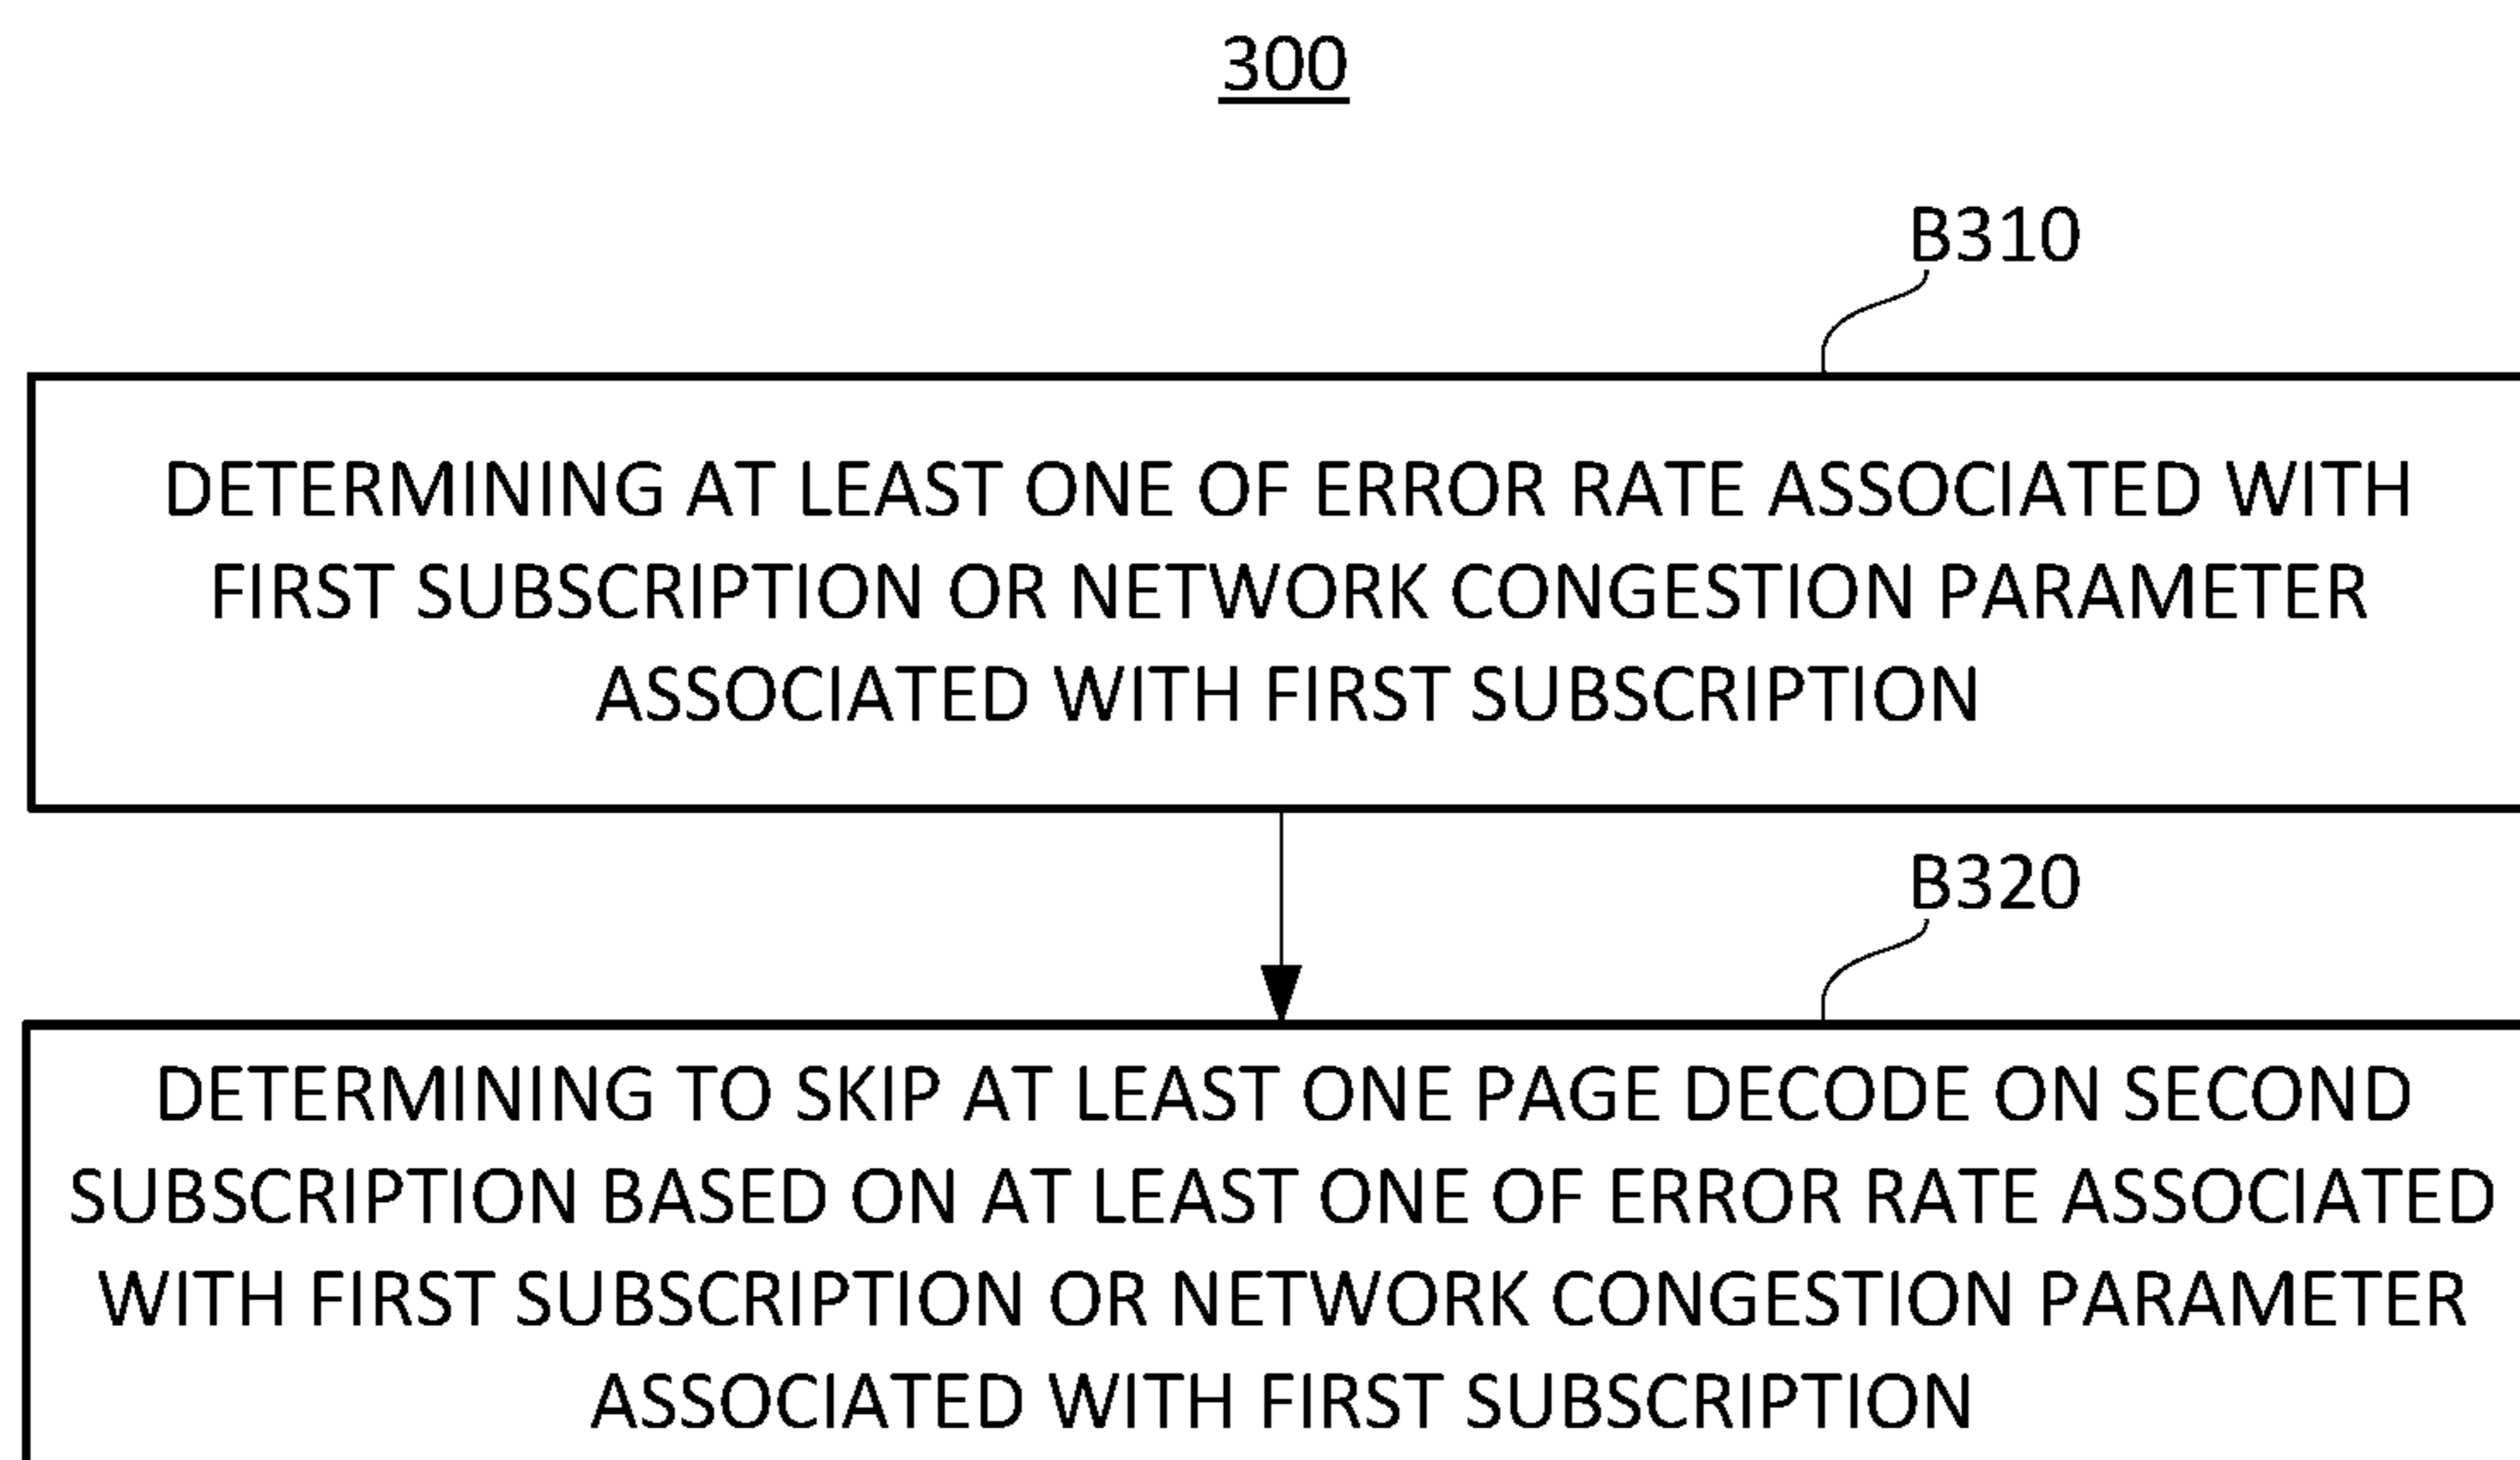 300
B310
DETERMINING AT LEAST ONE OF ERROR RATE ASSOCIATED WITH
FIRST SUBSCRIPTION OR NETWORK CONGESTION PARAMETER
ASSOCIATED WITH FIRST SUBSCRIPTION
B320
DETERMINING TO SKIP AT LEAST ONE PAGE DECODE ON SECOND
SUBSCRIPTION BASED ON AT LEAST ONE OF ERROR RATE ASSOCIATED
WITH FIRST SUBSCRIPTION OR NETWORK CONGESTION PARAMETER
ASSOCIATED WITH FIRST SUBSCRIPTION